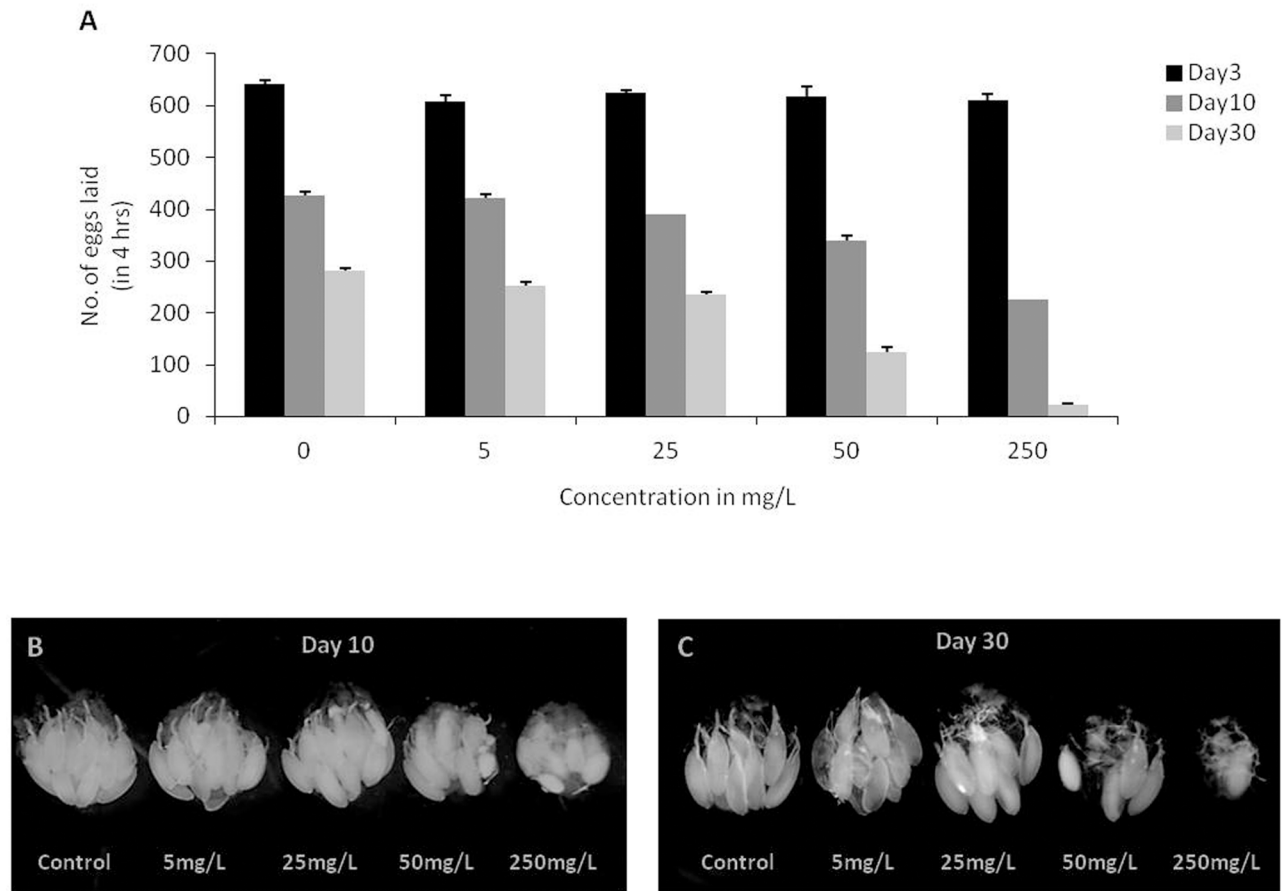 A
700
600
500
400
300
200
100
0
No. of eggs laid
(in 4 hrs)
0 5 25 50 250
Concentration in mg/L
Day3
Day10
Day30
B
Day 10
Control 5mg/L 25mg/L 50mg/L 250mg/L
C
Day 30
Control 5mg/L 25mg/L 50mg/L 250mg/L